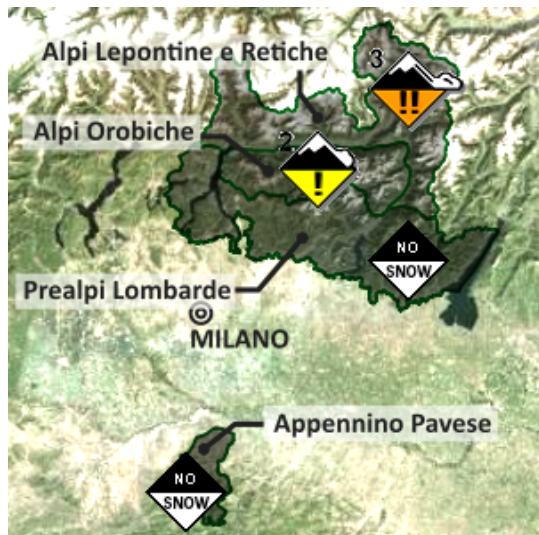 Alpi Lepontine e Retiche
3
!!
Alpi Orobiche
2
!
NO
SNOW
Prealpi Lombarde
MILANO
Appennino Pavese
NO
SNOW